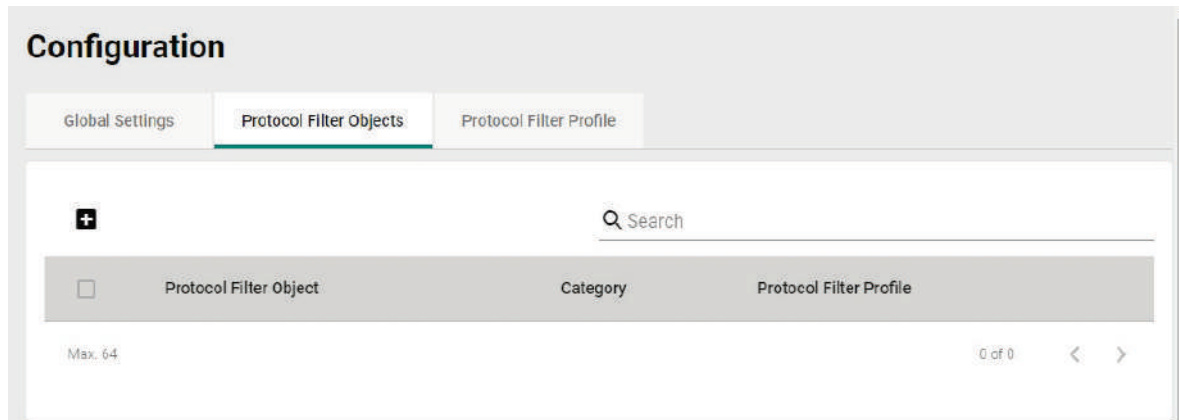 Configuration
Global Settings Protocol Filter Objects Protocol Filter Profile
Search
Protocol Filter Object Category Protocol Filter Profile
Max. 64 0 of 0